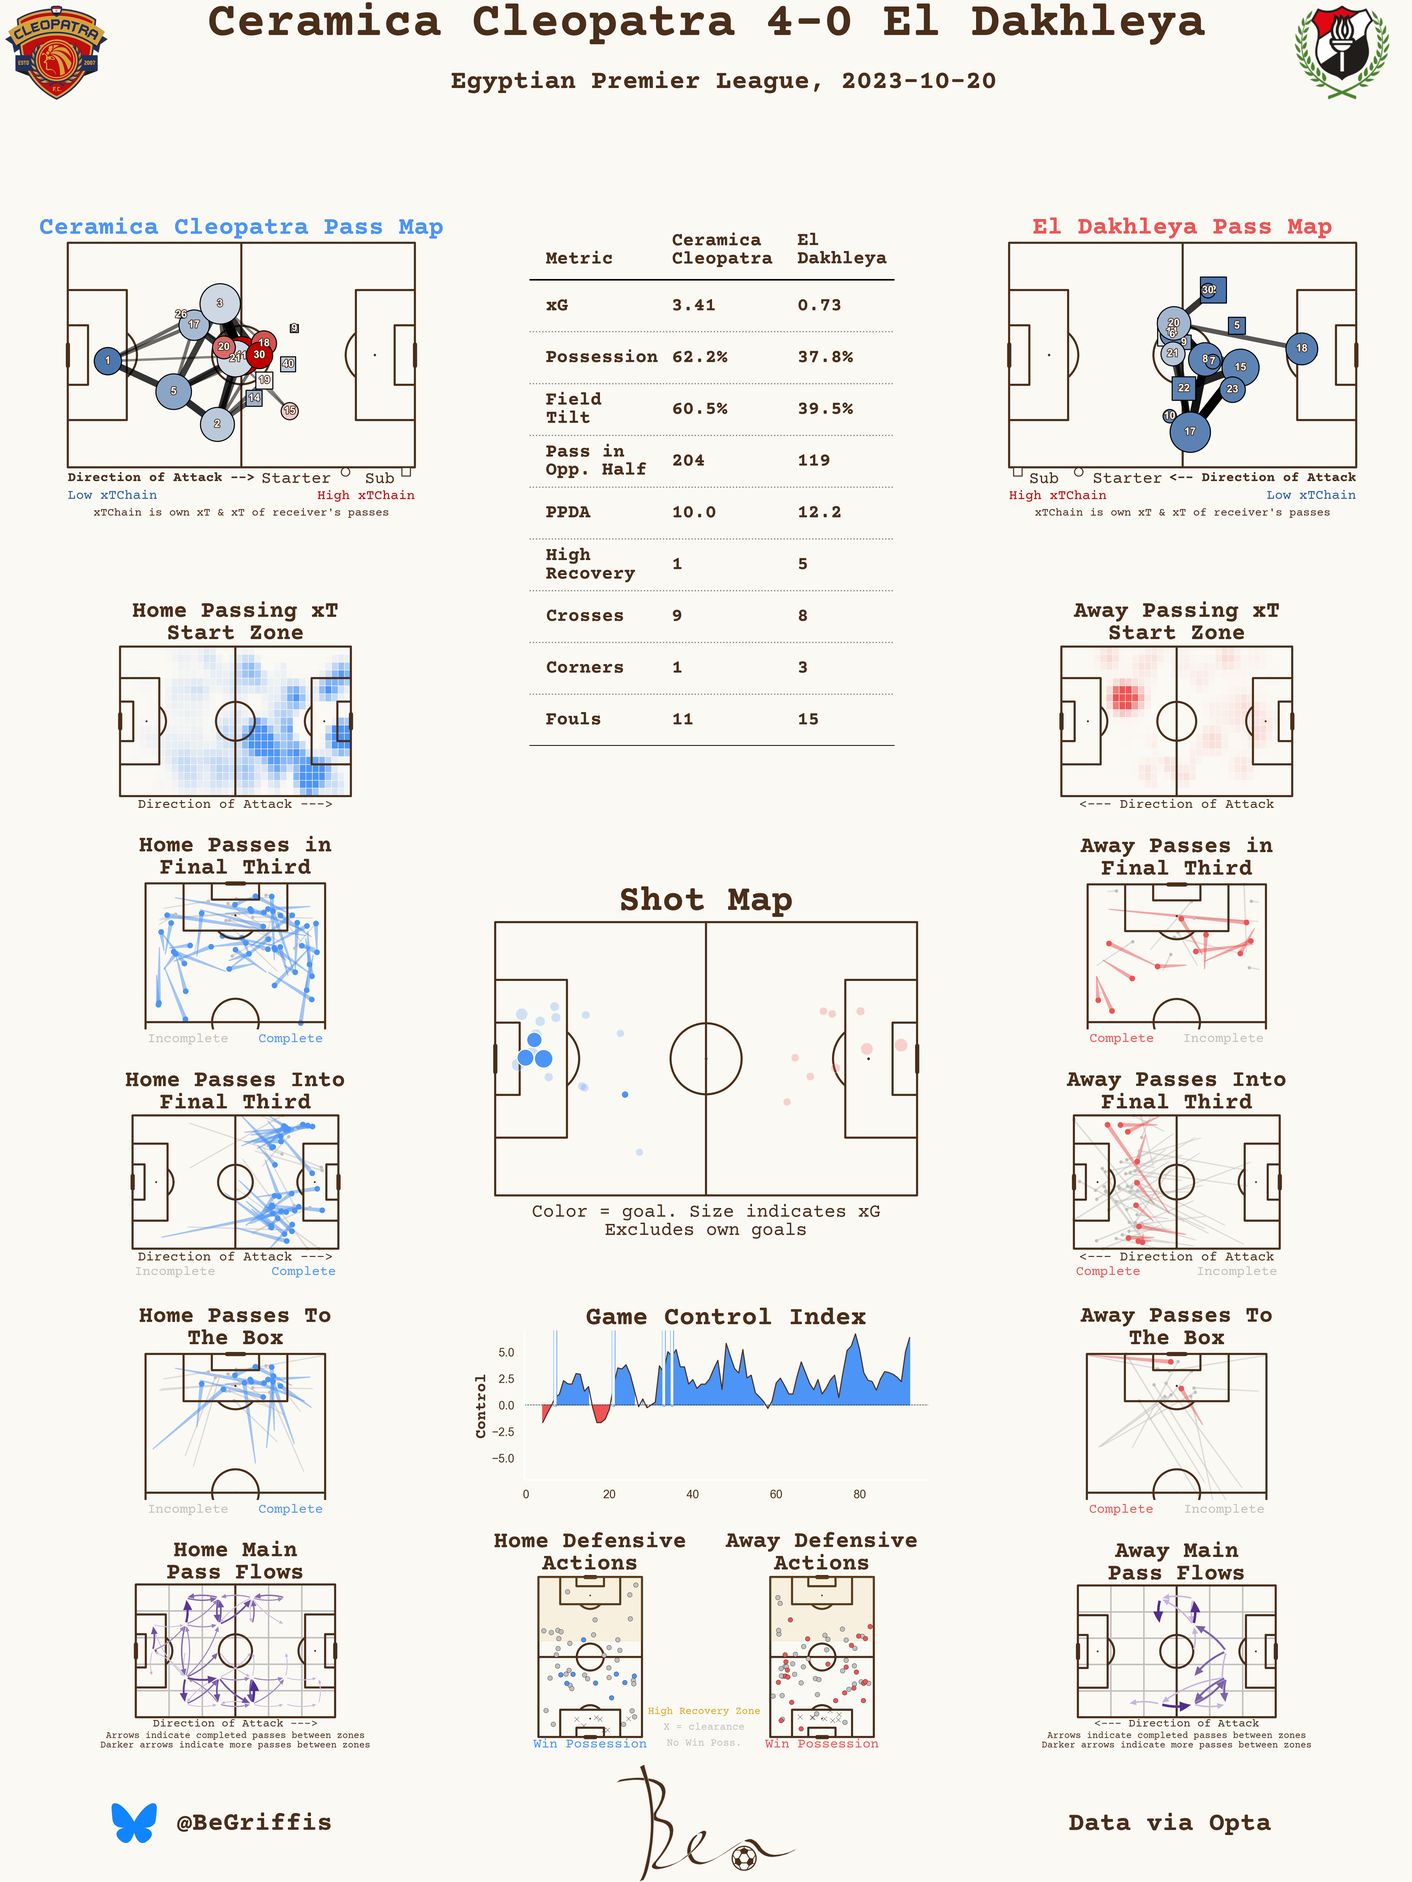 Ceramica Cleopatra 4-0 El Dakhleya
Egyptian Premier League, 2023-10-20
CLEOPATRA
ESTD 2007
F.C.
Ceramica Cleopatra Pass Map
1
26
17
3
5
2
20
21
18
30
9
40
19
14
15
Direction of Attack --> Starter Sub
Low xTChain High xTChain
xTChain is own xT & xT of receiver's passes
Metric Ceramica Cleopatra El Dakhleya
xG 3.41 0.73
Possession 62.2% 37.8%
Field Tilt 60.5% 39.5%
Pass in Opp. Half 204 119
PPDA 10.0 12.2
High Recovery 1 5
Crosses 9 8
Corners 1 3
Fouls 11 15
El Dakhleya Pass Map
30
20
5
9
21
8
7
15
18
22
23
10
17
Sub Starter <-- Direction of Attack
High xTChain Low xTChain
xTChain is own xT & xT of receiver's passes
Home Passing xT
Start Zone
Direction of Attack --->
Away Passing xT
Start Zone
<--- Direction of Attack
Home Passes in
Final Third
Incomplete Complete
Away Passes in
Final Third
Complete Incomplete
Shot Map
Color = goal. Size indicates xG
Excludes own goals
Home Passes Into
Final Third
Direction of Attack --->
Incomplete Complete
Away Passes Into
Final Third
<--- Direction of Attack
Complete Incomplete
Home Passes To
The Box
Incomplete Complete
Game Control Index
Control
5.0
2.5
0.0
−2.5
−5.0
0 20 40 60 80
Away Passes To
The Box
Complete Incomplete
Home Main
Pass Flows
Direction of Attack --->
Arrows indicate completed passes between zones
Darker arrows indicate more passes between zones
Home Defensive
Actions
Win Possession
High Recovery Zone
X = clearance
No Win Poss.
Away Defensive
Actions
Win Possession
Away Main
Pass Flows
<--- Direction of Attack
Arrows indicate completed passes between zones
Darker arrows indicate more passes between zones
@BeGriffis
Ben
Data via Opta